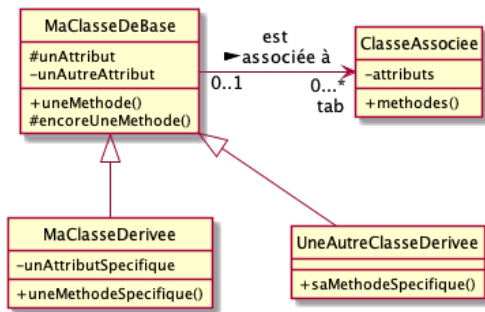 MaClasseDeBase
#unAttribut
-unAutreAttribut
+uneMethode()
#encoreUneMethode()
est
associée à
0..1
0...*
tab
ClasseAssociee
-attributs
+methodes()
MaClasseDerivee
-unAttributSpecifique
+uneMethodeSpecifique()
UneAutreClasseDerivee
+saMethodeSpecifique()